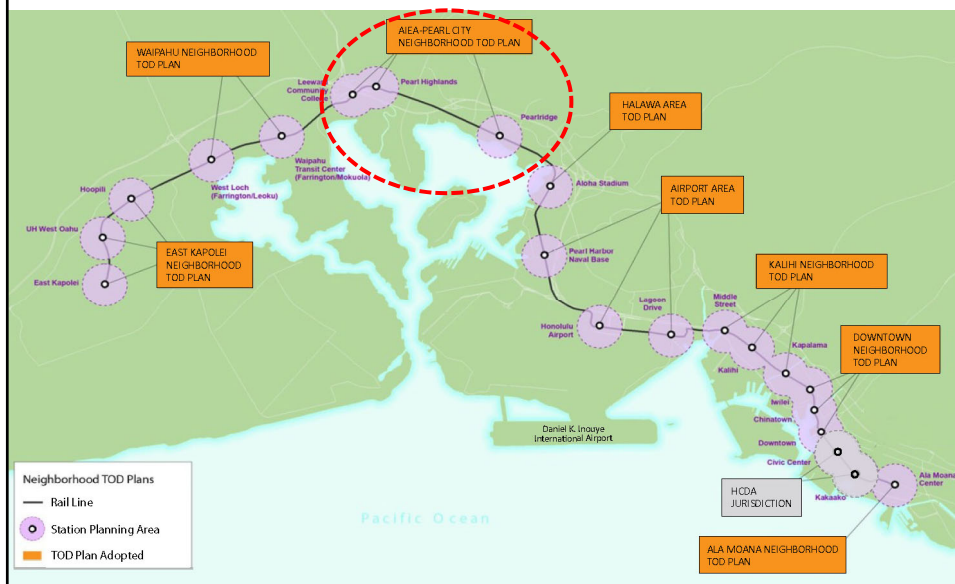 AIEA-PEARL CITY
NEIGHBORHOOD TOD PLAN
WAIPAHU NEIGHBORHOOD
TOD PLAN
Leeward
Community
College
Pearl Highlands
HALAWA AREA
TOD PLAN
Pearlridge
Waipahu
Transit Center
(Farrington/Mokuola)
West Loch
(Farrington/Leoku)
Aloha Stadium
AIRPORT AREA
TOD PLAN
Hoopili
UH West Oahu
EAST KAPOLEI
NEIGHBORHOOD
TOD PLAN
East Kapolei
Pearl Harbor
Naval Base
KALIHI NEIGHBORHOOD
TOD PLAN
Lagoon
Drive
Middle
Street
Honolulu
Airport
Kapalama
DOWNTOWN
NEIGHBORHOOD
TOD PLAN
Kalihi
Iwilei
Chinatown
Downtown
Civic Center
Kakaako
Ala Moana
Center
Daniel K. Inouye
International Airport
HCDA
JURISDICTION
ALA MOANA NEIGHBORHOOD
TOD PLAN
Pacific Ocean
Neighborhood TOD Plans
Rail Line
Station Planning Area
TOD Plan Adopted